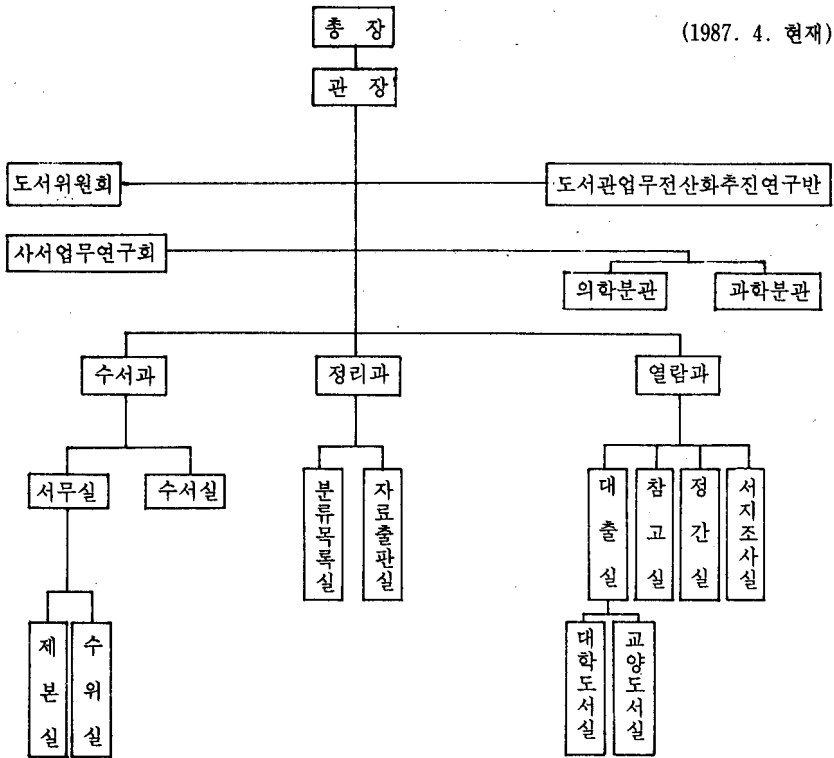 (1987. 4. 현재)
총 장
관 장
도서위원회
도서관업무전산화추진연구반
사서업무연구회
의학분관
과학분관
수서과
정리과
열람과
서무실
수서실
분류목록실
자료출판실
대출실
참고실
정간실
서지조사실
제본실
수위실
대학도서실
교양도서실